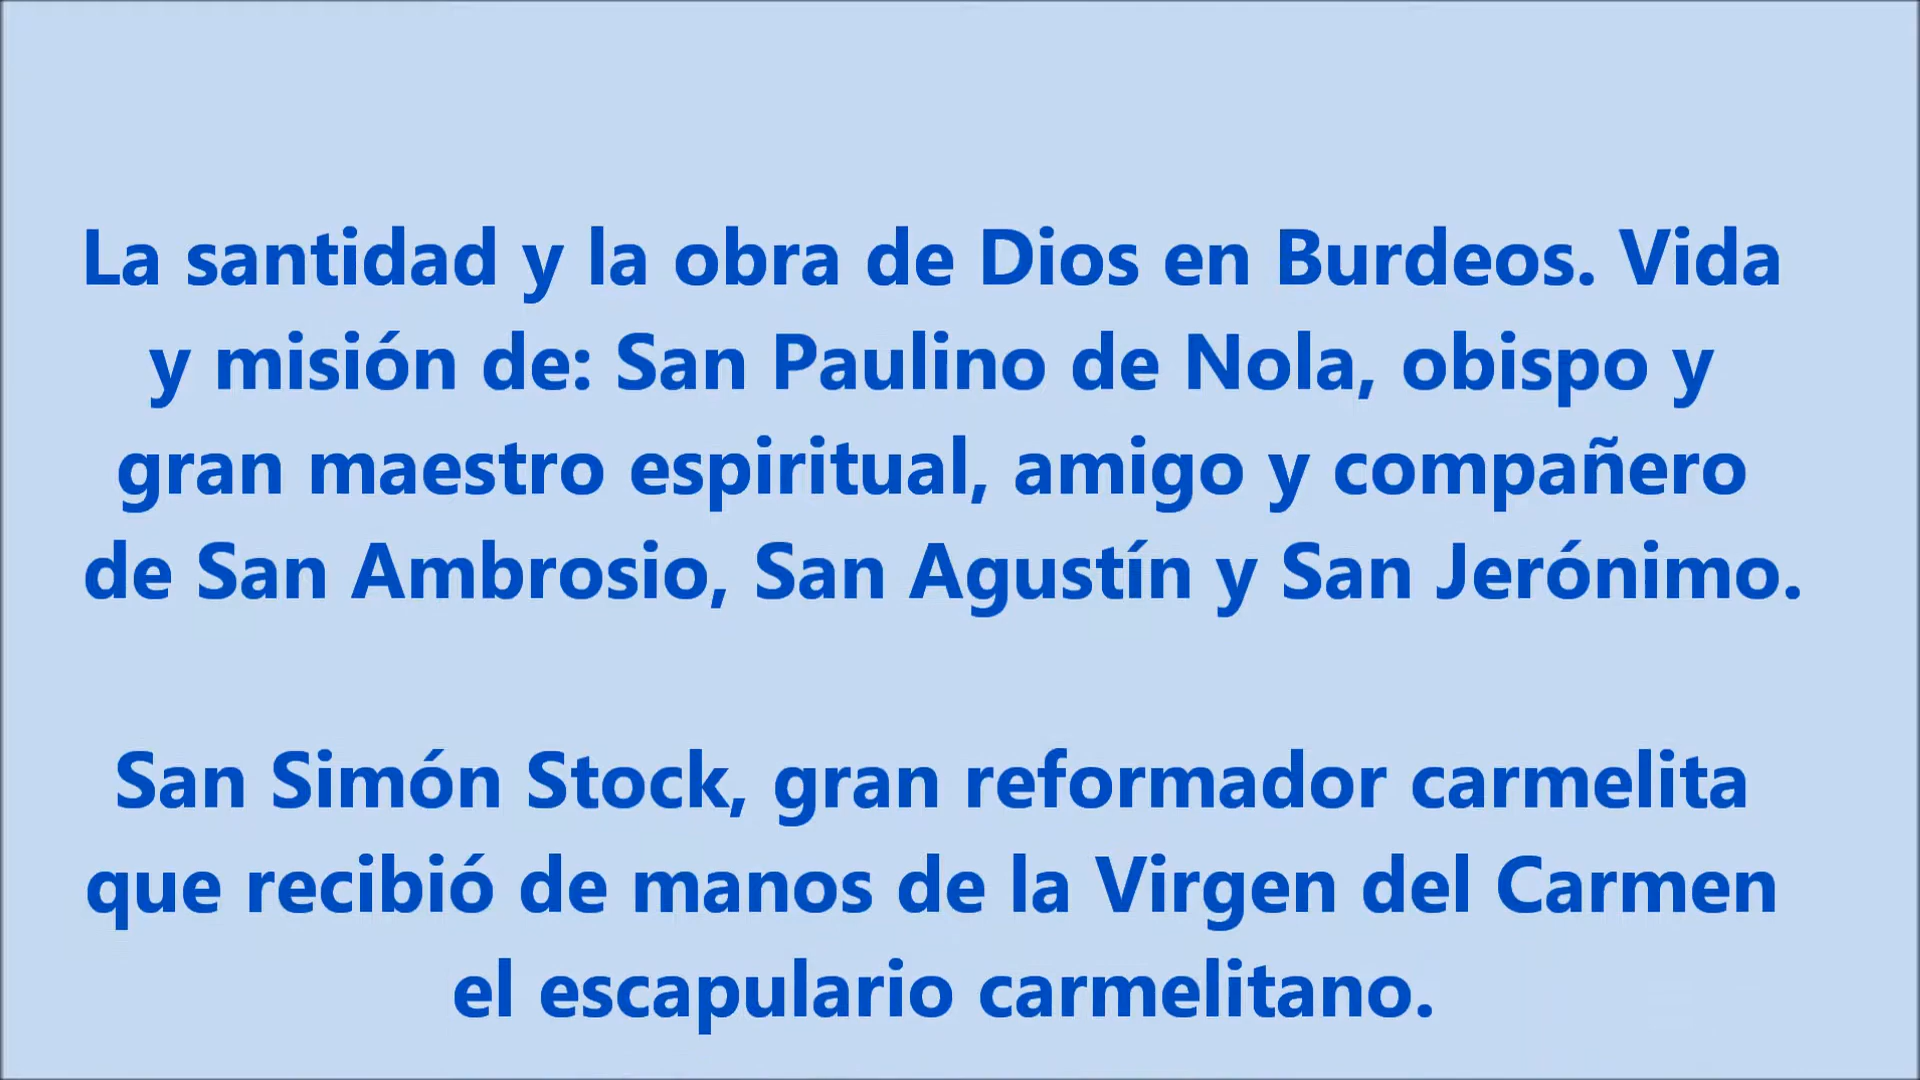 La santidad y la obra de Dios en Burdeos. Vida
y misión de: San Paulino de Nola, obispo y
gran maestro espiritual, amigo y compañero
de San Ambrosio, San Agustín y San Jerónimo.
San Simón Stock, gran reformador carmelita
que recibió de manos de la Virgen del Carmen
el escapulario carmelitano.